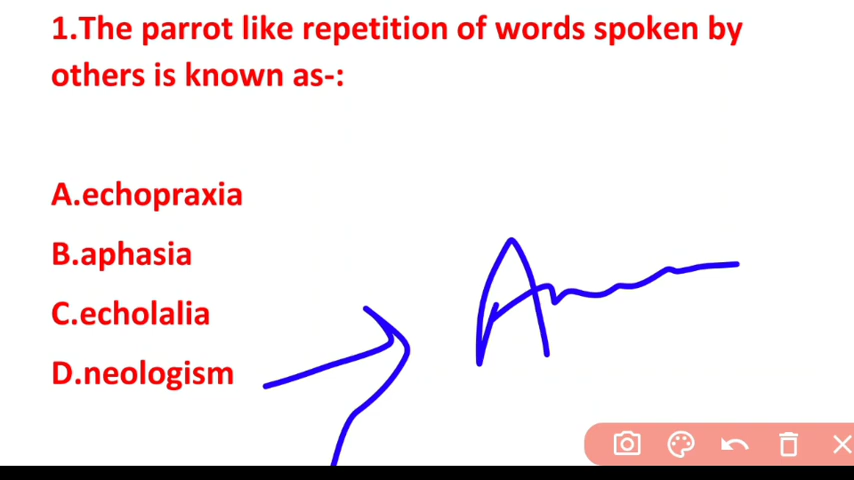 1.The parrot like repetition of words spoken by
others is known as-:
A.echopraxia
B.aphasia
C.echolalia
D.neologism